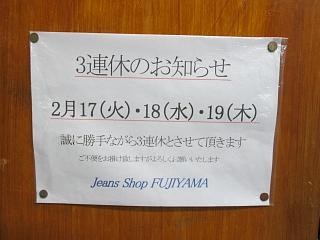 3連休のお知らせ
2月17(火)・18(水)・19(木)
誠に勝手ながら3連休とさせて頂きます
ご不便をお掛け致しますがよろしくお願いいたします
Jeans Shop FUJIYAMA